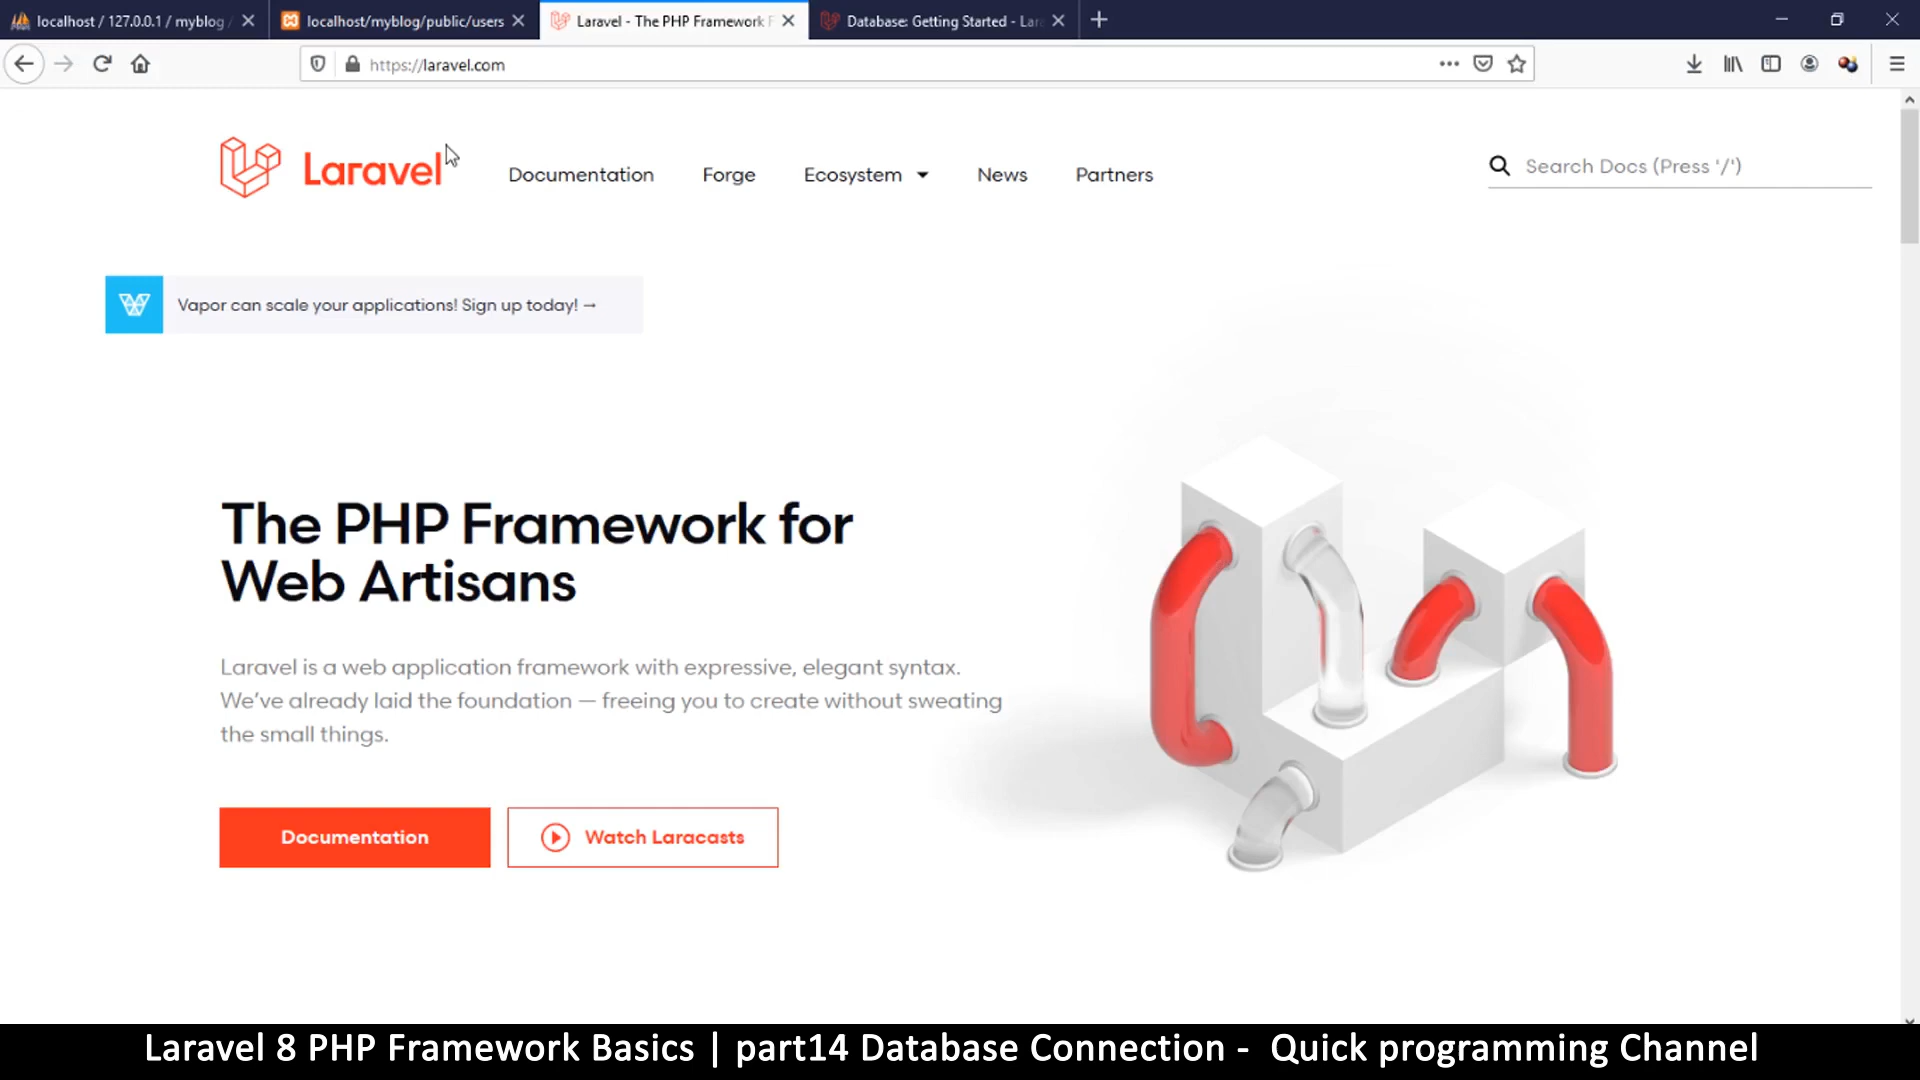 localhost / 127.0.0.1 / myblog /
localhost/myblog/public/users
Laravel - The PHP Framework F
Database: Getting Started - Lar
https://laravel.com
Laravel
Documentation
Forge
Ecosystem
News
Partners
Search Docs (Press '/')
Vapor can scale your applications! Sign up today! →
The PHP Framework for
Web Artisans
Laravel is a web application framework with expressive, elegant syntax.
We've already laid the foundation — freeing you to create without sweating
the small things.
Documentation
Watch Laracasts
Laravel 8 PHP Framework Basics | part14 Database Connection - Quick programming Channel